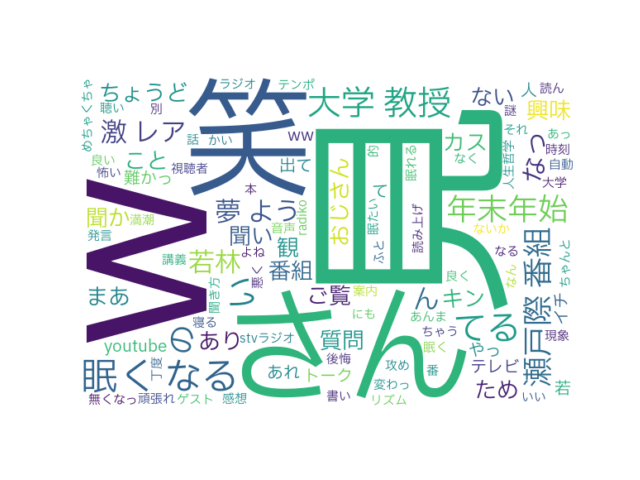 ラジオ
テンポ
めちゃくちゃ
ちょうど
聴い
別
笑
大学 教授
ない
人
読ん
興味
謎
激レア
ww
眠
カス
それ
あっ
なく
人生哲学
時刻
自動
こと
話
かい
良い
怖い
視聴者
難かっ
出て
おじさん
的
眠れる
なっ
大学
本
w
夢 よう
て
眠たい
ふと
読み上げ
年末年始
聞か
満潮
発言
聞い
radiko
音声
ないか
若林
観
講義
よね
番組
悪く
なる
なん
ちゃんと
まあ
い
ご覧
案内
良く
ん
キン
てる
瀬戸際 番組
イチ
の
あり
聞き方
さん
にも
あんま
youtube
寝る
stvラジオ
質問
ちゃう
やっ
現象
眠く なる
丁度
あれ
後悔
トーク
攻め
眠く
番
テレビ
ため
若
変わっ
無くなっ
頑張れ
ゲスト
感想
書い
リズム
いい